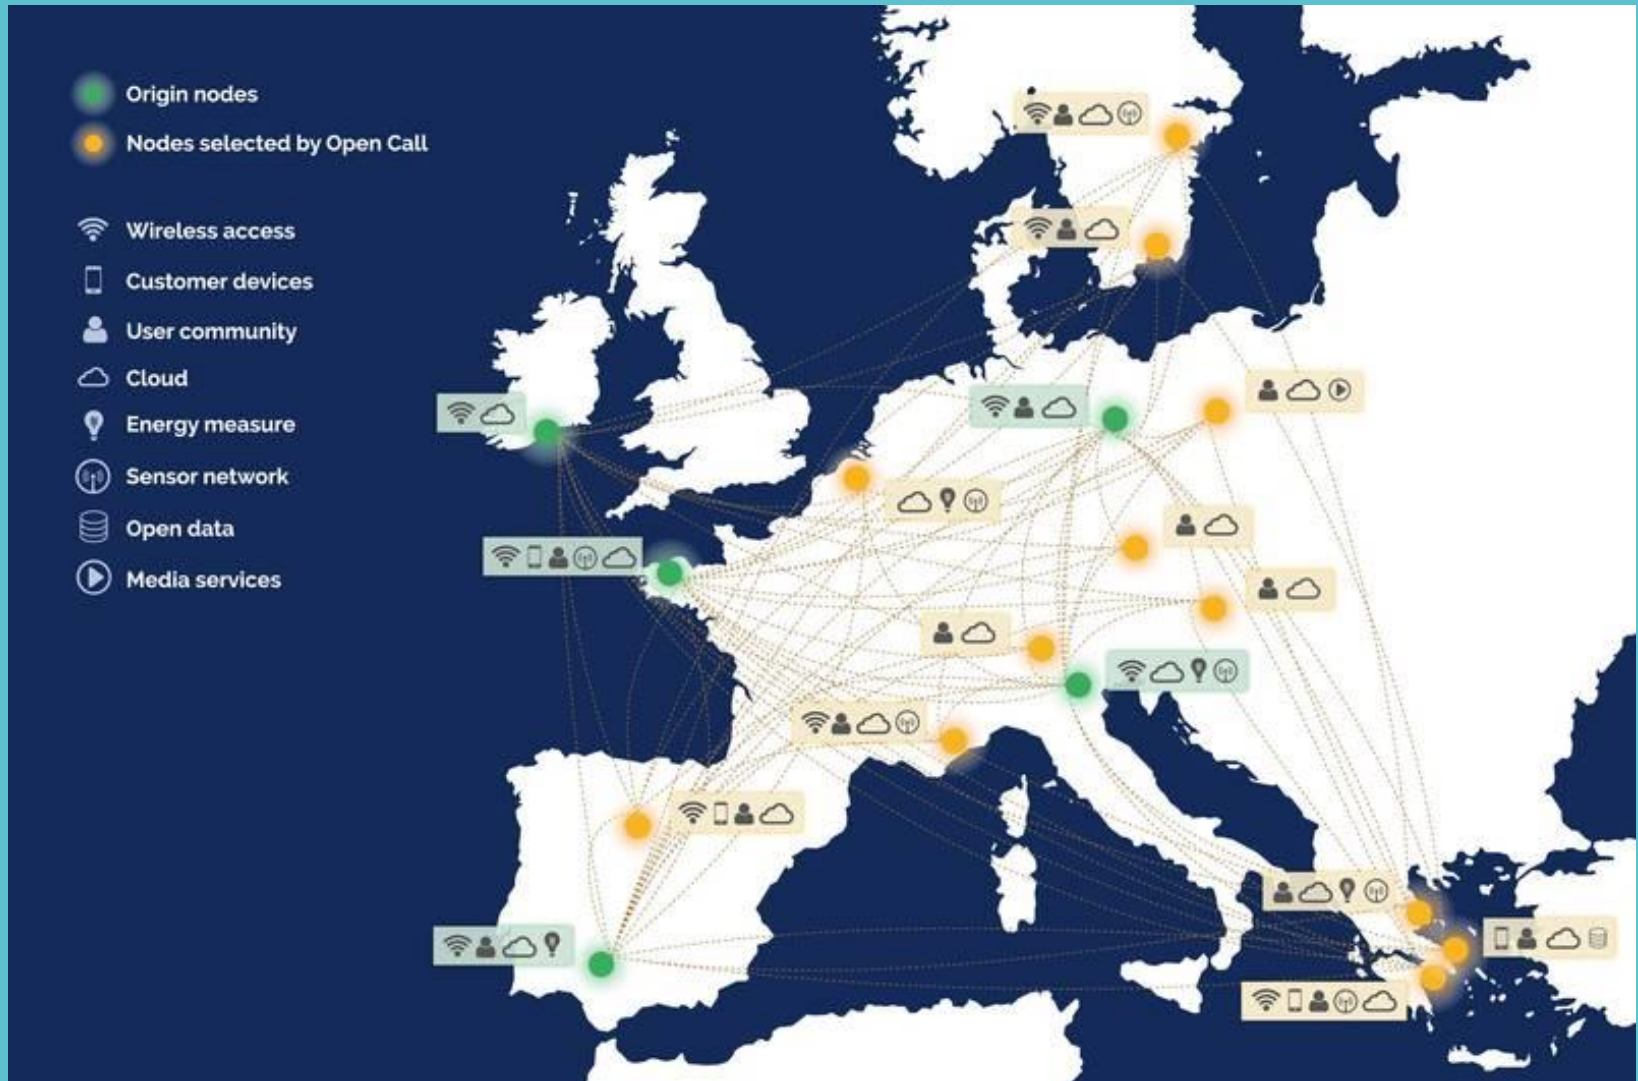 Origin nodes
Nodes selected by Open Call
Wireless access
Customer devices
User community
Cloud
Energy measure
Sensor network
Open data
Media services